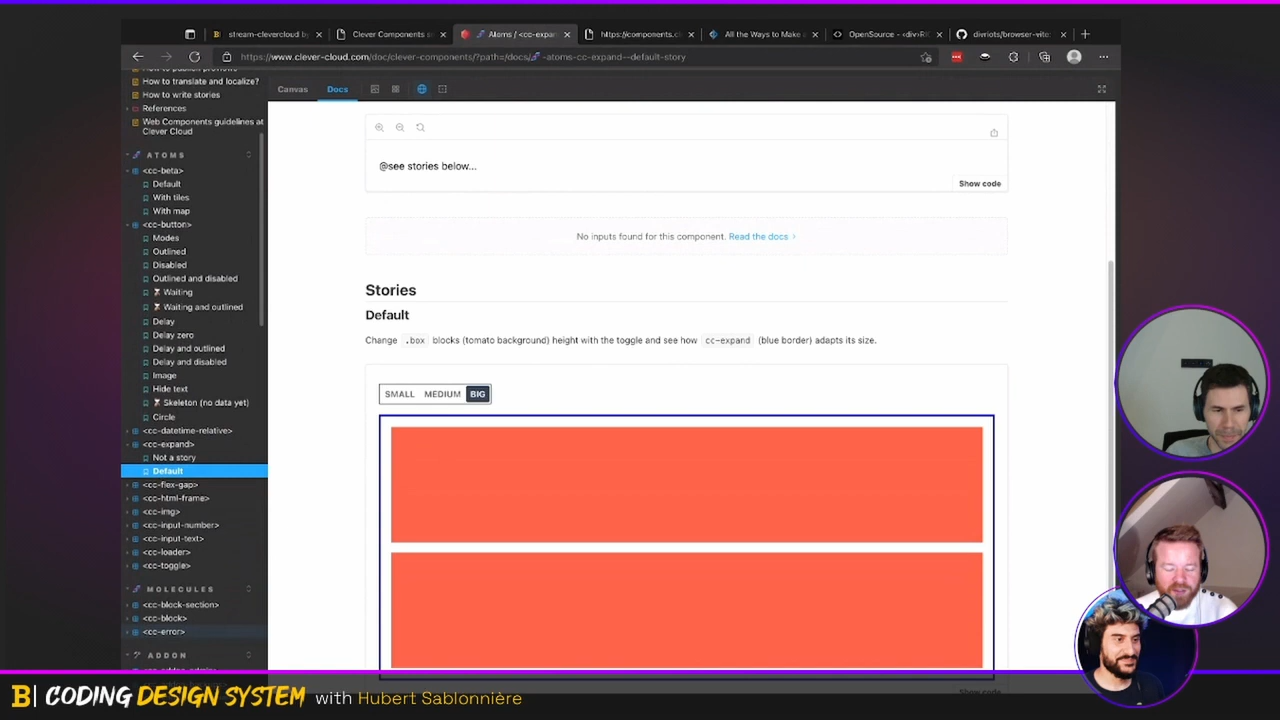 stream-clevercloud by
Clever Components s
Atoms / <cc-expan
https://components.c
All the Ways to Make
OpenSource - <div>RI
divriots/browser-vite:
https://www.clever-cloud.com/doc/clever-components/?path=/docs/🧬-atoms-cc-expand--default-story
How to translate and localize?
How to write stories
References
Web Components guidelines at
Clever Cloud
ATOMS
<cc-beta>
Default
With tiles
With map
<cc-button>
Modes
Outlined
Disabled
Outlined and disabled
⌛ Waiting
⌛ Waiting and outlined
Delay
Delay zero
Delay and outlined
Delay and disabled
Image
Hide text
⌛ Skeleton (no data yet)
Circle
<cc-datetime-relative>
<cc-expand>
Not a story
Default
<cc-flex-gap>
<cc-html-frame>
<cc-img>
<cc-input-number>
<cc-input-text>
<cc-loader>
<cc-toggle>
MOLECULES
<cc-block-section>
<cc-block>
<cc-error>
ADDON
Canvas
Docs
@see stories below...
Show code
No inputs found for this component. Read the docs
Stories
Default
Change .box blocks (tomato background) height with the toggle and see how cc-expand (blue border) adapts its size.
SMALL MEDIUM BIG
Show code
B| CODING DESIGN SYSTEM with Hubert Sablonnière